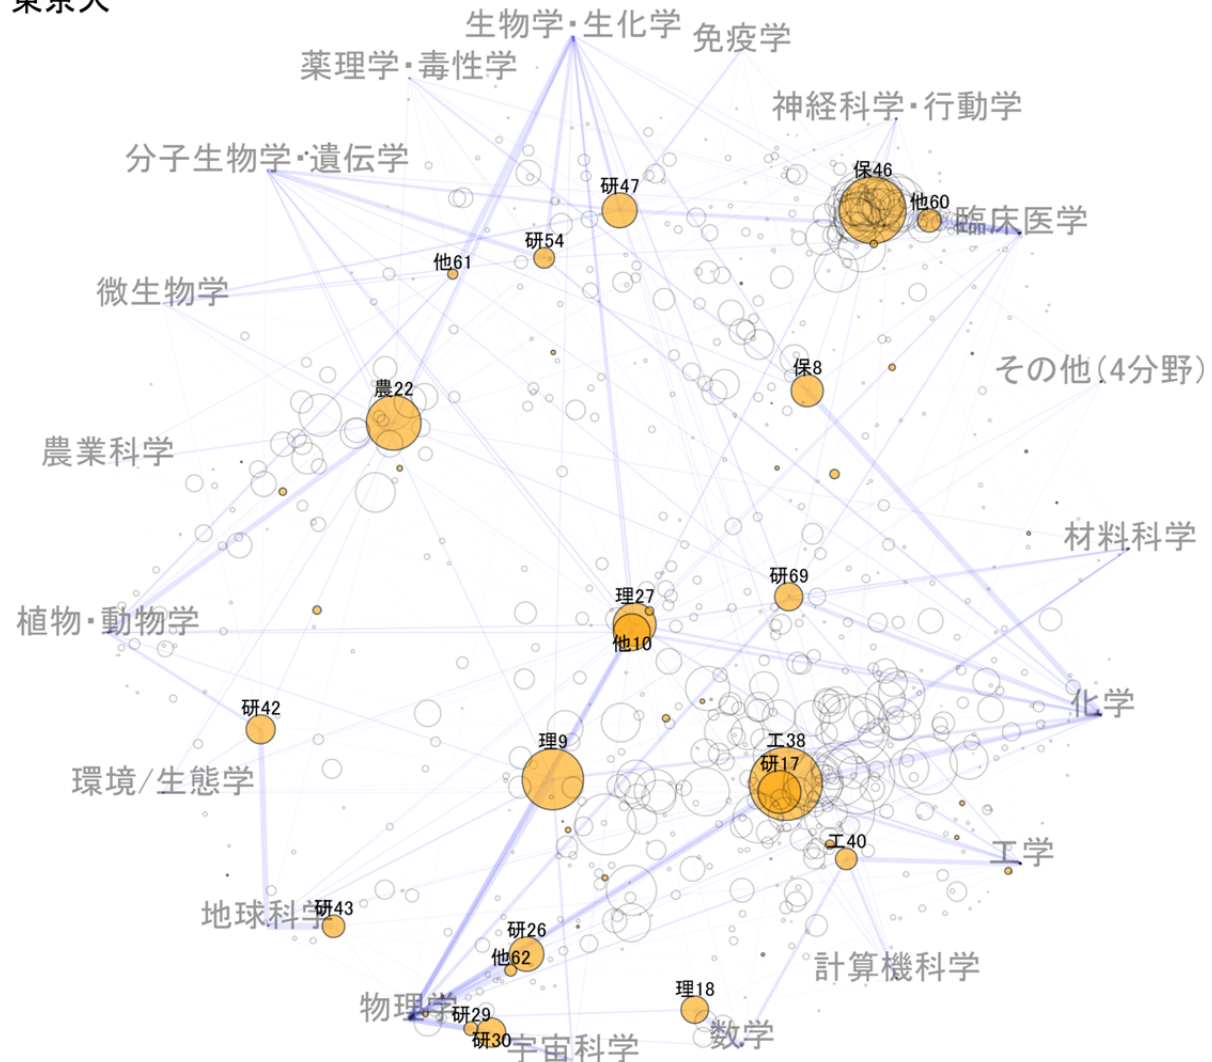 東京大
生物学・生化学
免疫学
薬理学・毒性学
神経科学・行動学
分子生物学・遺伝学
保46
研47
他60
臨床医学
研54
他61
微生物学
保8
その他(4分野)
農22
農業科学
材料科学
研69
理27
植物・動物学
他10
化学
研42
理9
工38
研17
環境/生態学
工40
工学
地球科学
研43
研26
他62
計算機科学
理18
物理学
研29
数学
研30
宇宙科学